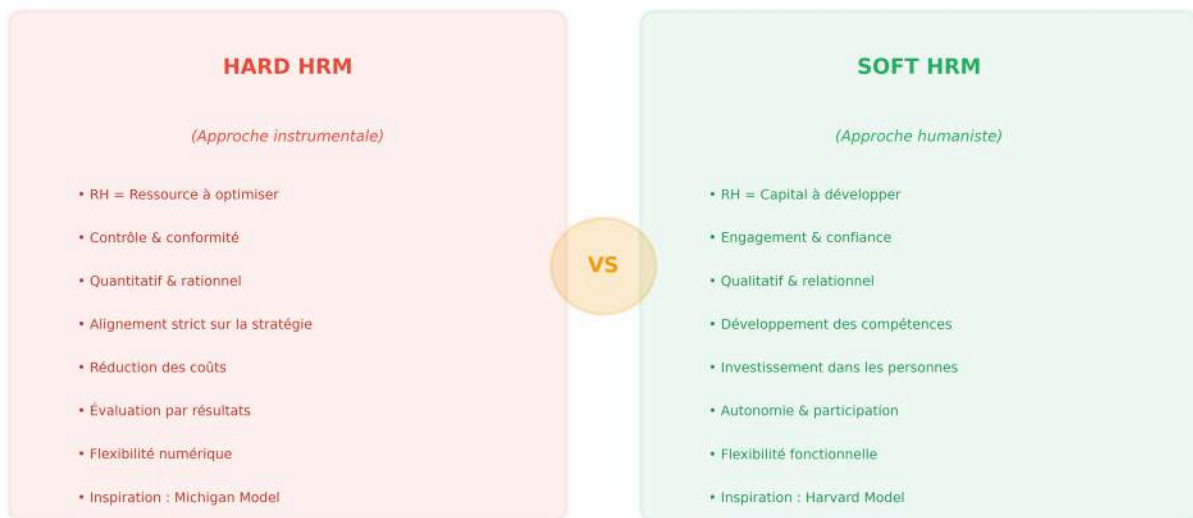 HARD HRM
(Approche instrumentale)
• RH = Ressource à optimiser
• Contrôle & conformité
• Quantitatif & rationnel
• Alignement strict sur la stratégie
• Réduction des coûts
• Évaluation par résultats
• Flexibilité numérique
• Inspiration : Michigan Model
VS
SOFT HRM
(Approche humaniste)
• RH = Capital à développer
• Engagement & confiance
• Qualitatif & relationnel
• Développement des compétences
• Investissement dans les personnes
• Autonomie & participation
• Flexibilité fonctionnelle
• Inspiration : Harvard Model